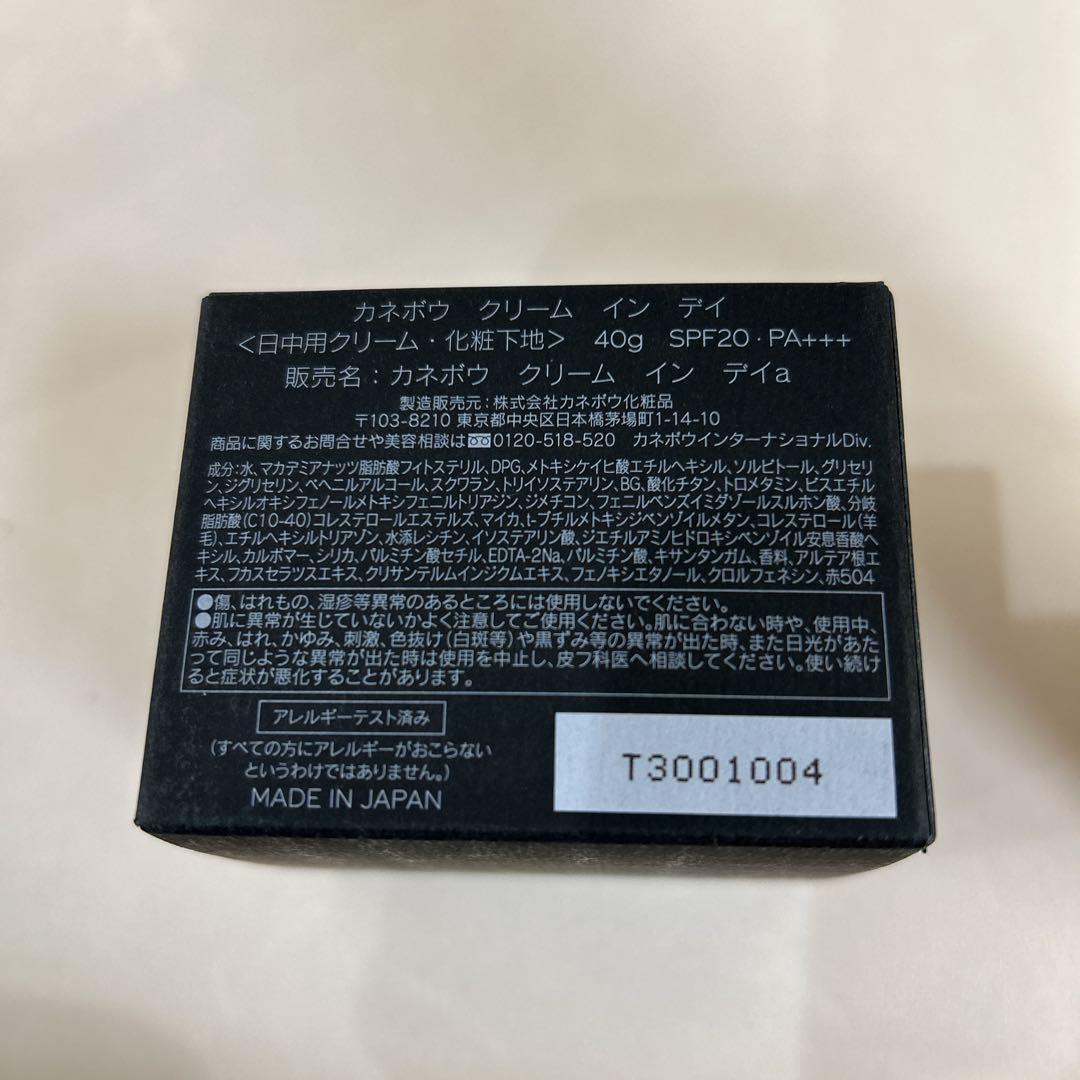 カネボウ クリーム イン デイ
<日中用クリーム・化粧下地> 40g SPF20・PA+++
販売名：カネボウ クリーム イン デイa
製造販売元：株式会社カネボウ化粧品
〒103-8210 東京都中央区日本橋茅場町1-14-10
商品に関するお問合せや美容相談は0120-518-520 カネボウインターナショナルDiv.
成分：水、マカデミアナッツ脂肪酸フイトステリル、DPG、メトキシケイヒ酸エチルヘキシル、ソルビトール、グリセリ
ン、ジグリセリン、ベヘニルアルコール、スクワラン、トリイソステアリン、BG、酸化チタン、トロメタミン、ビスエチル
ヘキシルオキシフェノールメトキシフェニルトリアジン、ジメチコン、フェニルベンズイミダゾールスルホン酸、分岐
脂肪酸(C10-40)コレステロールエステルズ、マイカ、t-ブチルメトキシジベンゾイルメタン、コレステロール(羊
毛)、エチルヘキシルトリアゾン、水添レシチン、イソステアリン酸、ジエチルアミノヒドロキシベンゾイル安息香酸ヘ
キシル、カルボマー、シリカ、パルミチン酸セチル、EDTA-2Na、パルミチン酸、キサンタンガム、香料、アルテア根エ
キス、フカスセラツスエキス、クリサンテルムインジクムエキス、フェノキシエタノール、クロルフェネシン、赤504
●傷、はれもの、湿疹等異常のあるところには使用しないでください。
●肌に異常が生じていないかよく注意してご使用ください。肌に合わない時や、使用中、
赤み、はれ、かゆみ、刺激、色抜け(白斑等)や黒ずみ等の異常が出た時、また日光があた
って同じような異常が出た時は使用を中止し、皮フ科医へ相談してください。使い続け
ると症状が悪化することがあります。
アレルギーテスト済み
(すべての方にアレルギーがおこらない
というわけではありません。)
MADE IN JAPAN
T3001004